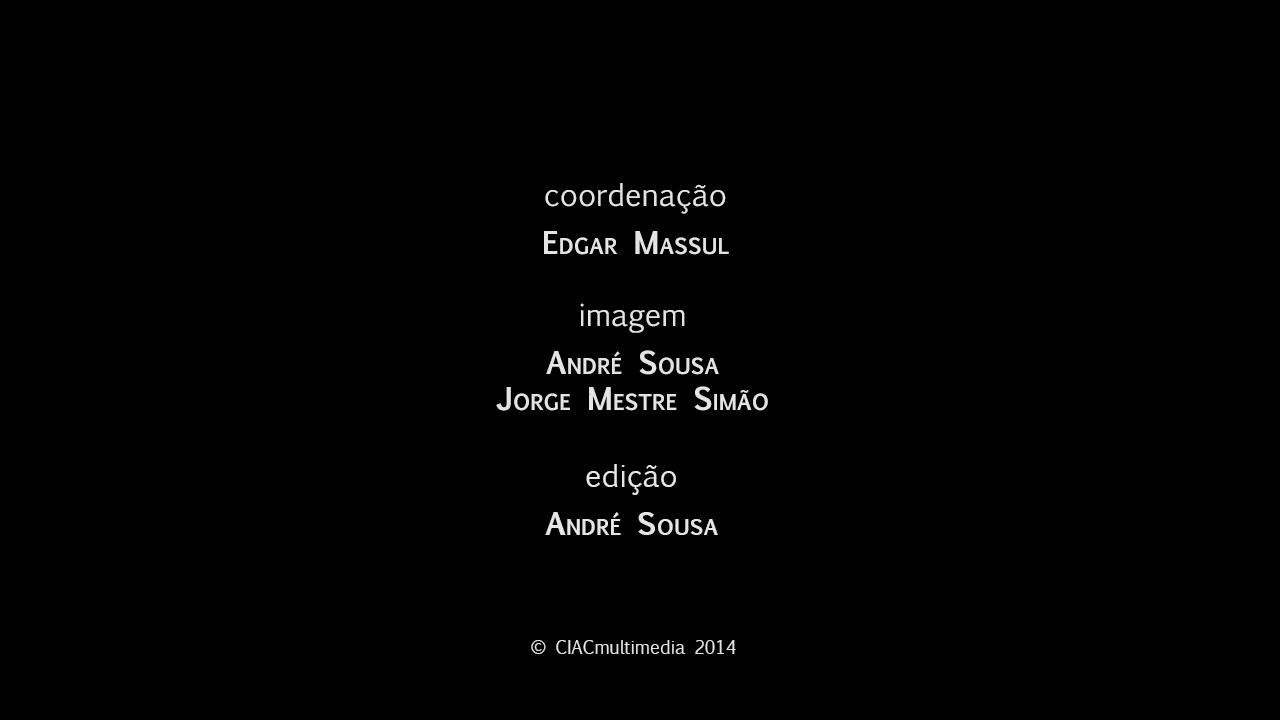 coordenação
Edgar Massul
imagem
André Sousa
Jorge Mestre Simão
edição
André Sousa
© CIACmultimedia 2014